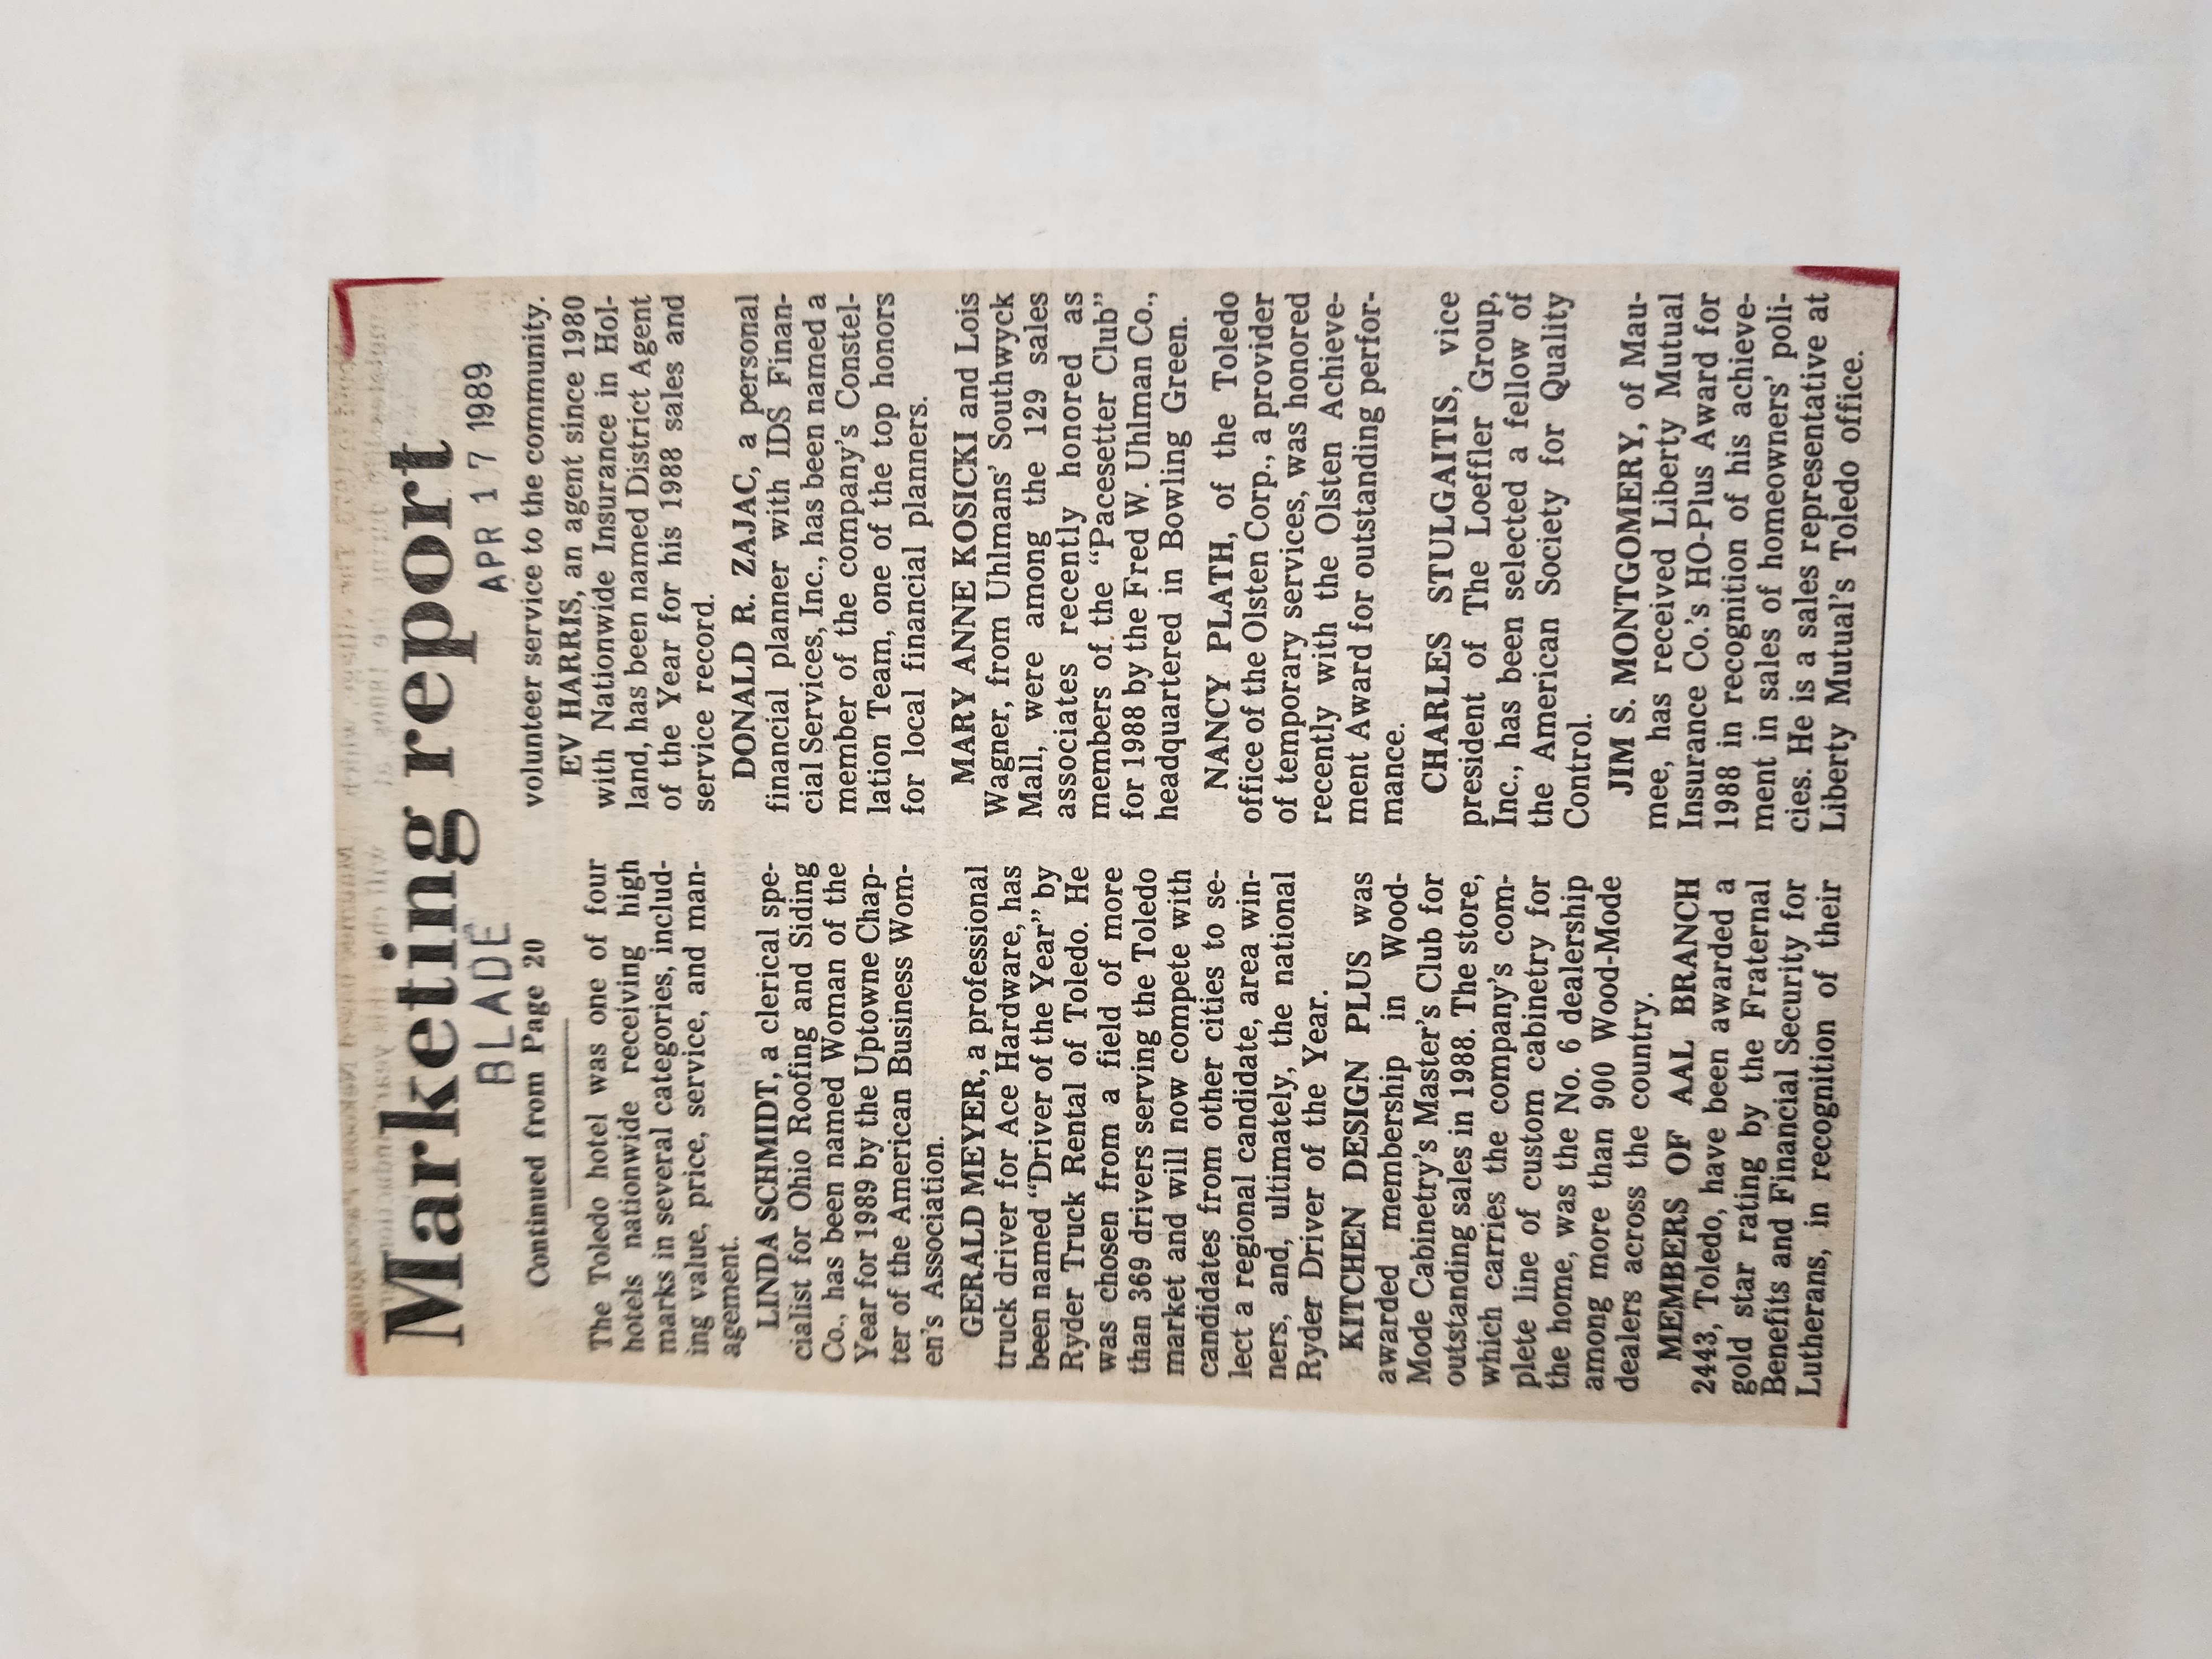 Marketing report
BLADE
APR 17 1989
Continued from Page 20
The Toledo hotel was one of four
hotels nationwide receiving high
marks in several categories, includ-
ing value, price, service, and man-
agement.
LINDA SCHMIDT, a clerical spe-
cialist for Ohio Roofing and Siding
Co., has been named Woman of the
Year for 1989 by the Uptowne Chap-
ter of the American Business Wom-
en's Association.
GERALD MEYER, a professional
truck driver for Ace Hardware, has
been named "Driver of the Year" by
Ryder Truck Rental of Toledo. He
was chosen from a field of more
than 369 drivers serving the Toledo
market and will now compete with
candidates from other cities to se-
lect a regional candidate, area win-
ners, and, ultimately, the national
Ryder Driver of the Year.
KITCHEN DESIGN PLUS was
awarded membership in Wood-
Mode Cabinetry's Master's Club for
outstanding sales in 1988. The store,
which carries the company's com-
plete line of custom cabinetry for
the home, was the No. 6 dealership
among more than 900 Wood-Mode
dealers across the country.
MEMBERS OF AAL BRANCH
2443, Toledo, have been awarded a
gold star rating by the Fraternal
Benefits and Financial Security for
Lutherans, in recognition of their
volunteer service to the community.
EV HARRIS, an agent since 1980
with Nationwide Insurance in Hol-
land, has been named District Agent
of the Year for his 1988 sales and
service record.
DONALD R. ZAJAC, a personal
financial planner with IDS Finan-
cial Services, Inc., has been named a
member of the company's Constel-
lation Team, one of the top honors
for local financial planners.
MARY ANNE KOSICKI and Lois
Wagner, from Uhlmans' Southwyck
Mall, were among the 129 sales
associates recently honored as
members of the "Pacesetter Club"
for 1988 by the Fred W. Uhlman Co.,
headquartered in Bowling Green.
NANCY PLATH, of the Toledo
office of the Olsten Corp., a provider
of temporary services, was honored
recently with the Olsten Achieve-
ment Award for outstanding perfor-
mance.
CHARLES STULGAITIS, vice
president of The Loeffler Group,
Inc., has been selected a fellow of
the American Society for Quality
Control.
JIM S. MONTGOMERY, of Mau-
mee, has received Liberty Mutual
Insurance Co.'s HO-Plus Award for
1988 in recognition of his achieve-
ment in sales of homeowners' poli-
cies. He is a sales representative at
Liberty Mutual's Toledo office.